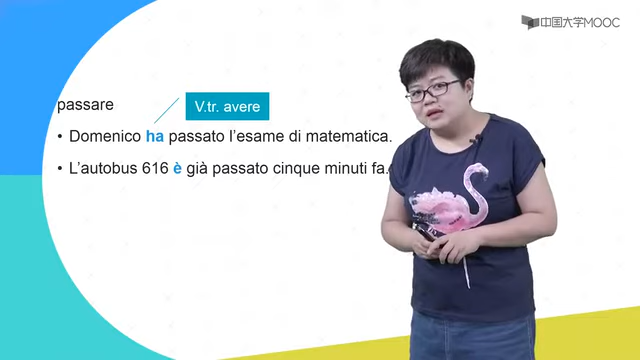 中国大学MOOC
passare
V.tr. avere
• Domenico ha passato l'esame di matematica.
• L'autobus 616 è già passato cinque minuti fa.